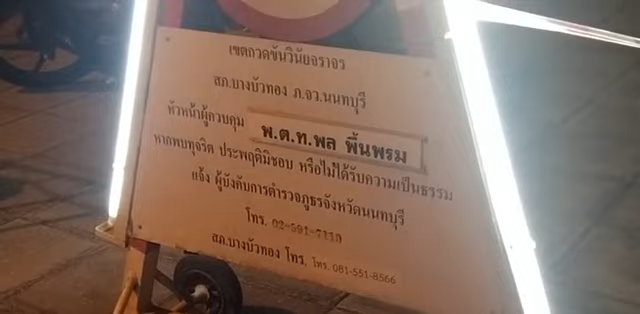 เขตกวดขันวินัยจราจร
สภ.บางบัวทอง ภ.จว.นนทบุรี
หัวหน้าผู้ควบคุม พ.ต.ท.พล พื้นพรม
หากพบทุจริต ประพฤติมิชอบ หรือไม่ได้รับความเป็นธรรม
แจ้ง ผู้บังคับการตำรวจภูธรจังหวัดนนทบุรี
โทร. 02-591-7110
สภ.บางบัวทอง โทร. โทร. 081-551-8566